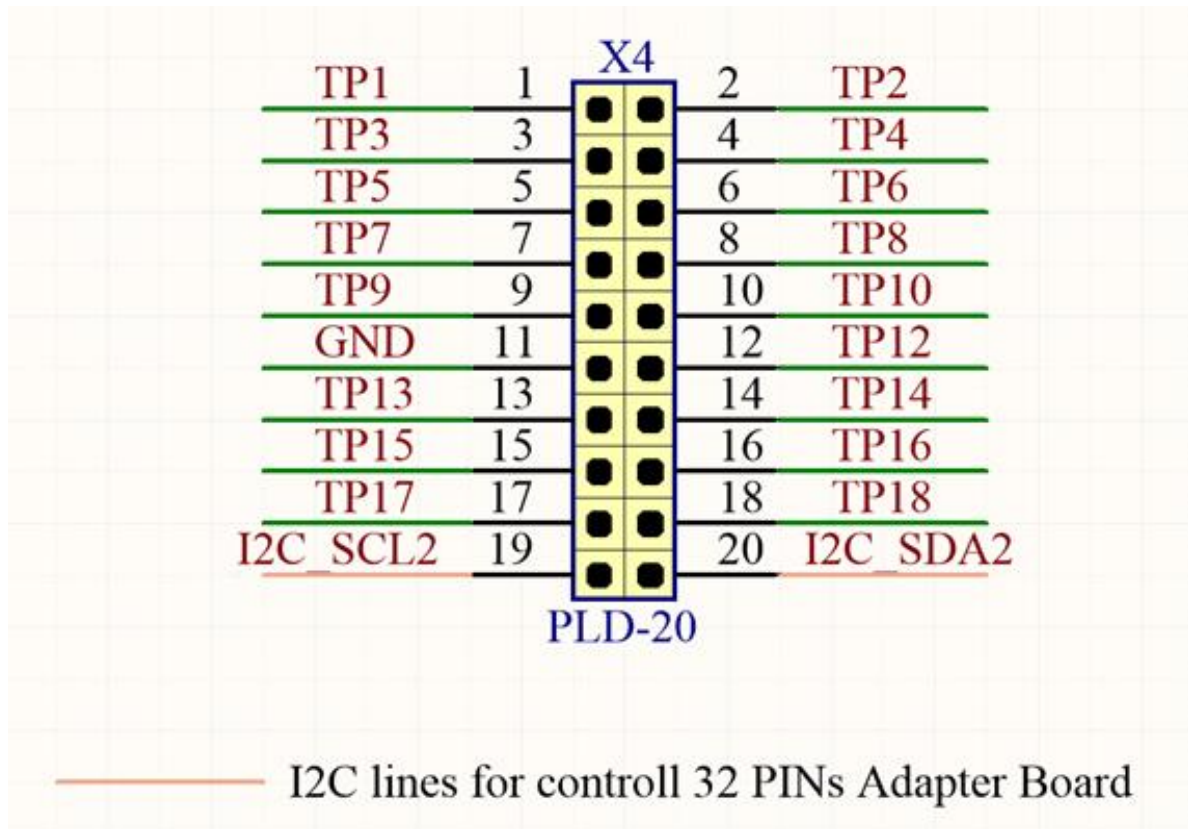 X4
TP1 1 2 TP2
TP3 3 4 TP4
TP5 5 6 TP6
TP7 7 8 TP8
TP9 9 10 TP10
GND 11 12 TP12
TP13 13 14 TP14
TP15 15 16 TP16
TP17 17 18 TP18
I2C_SCL2 19 20 I2C_SDA2
PLD-20
I2C lines for controll 32 PINs Adapter Board